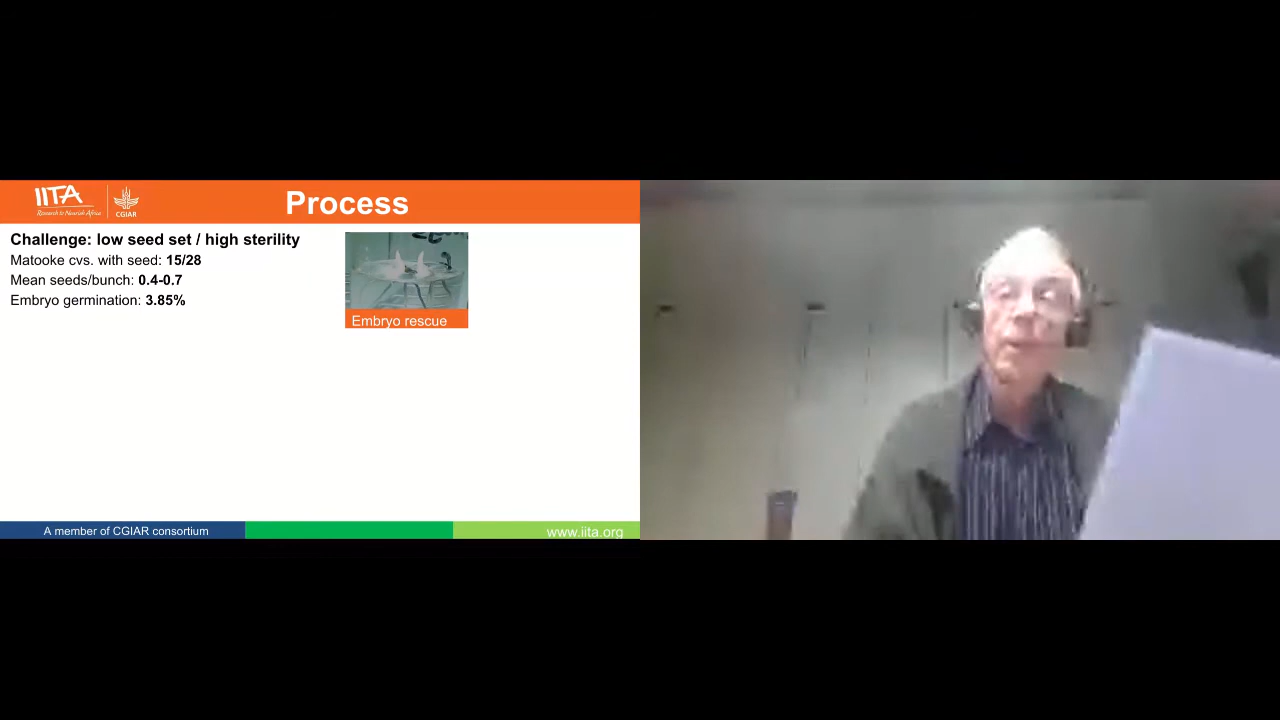 IITA
Research to Nourish Africa
CGIAR
Process
Challenge: low seed set / high sterility
Matooke cvs. with seed: 15/28
Mean seeds/bunch: 0.4-0.7
Embryo germination: 3.85%
Embryo rescue
A member of CGIAR consortium
www.iita.org